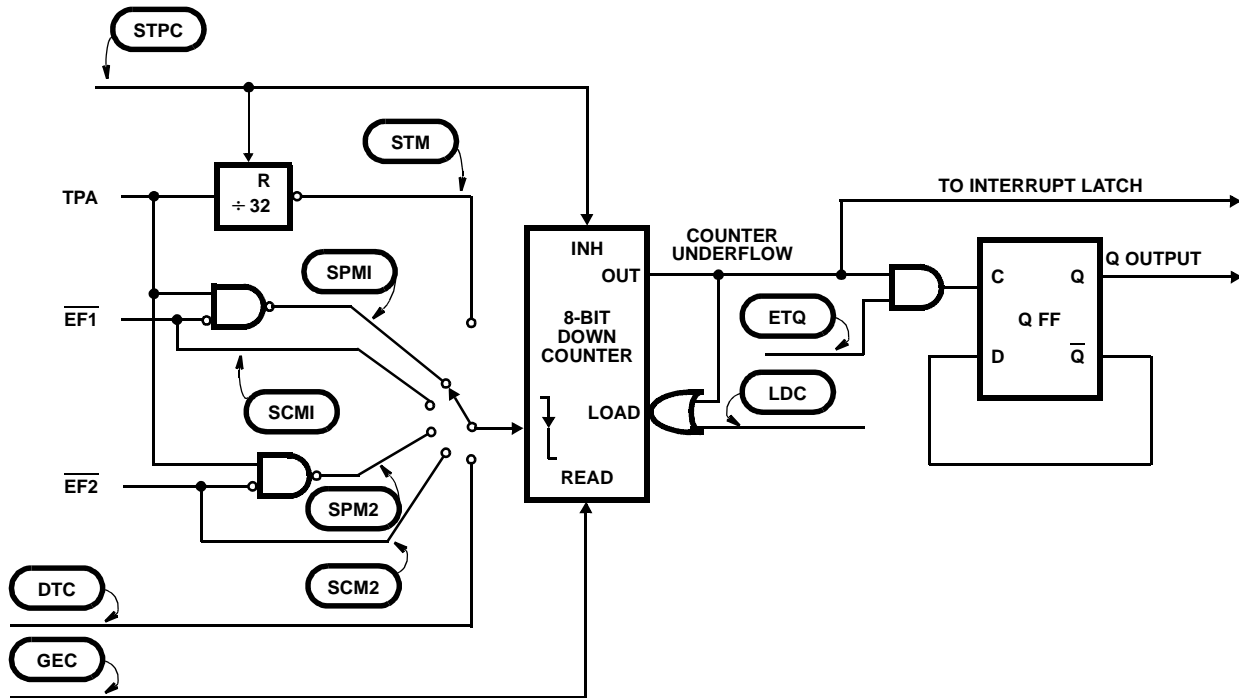 STPC
STM
TPA
R
÷ 32
TO INTERRUPT LATCH
INH
COUNTER
UNDERFLOW
OUT
Q OUTPUT
SPMI
C
Q
EF1
8-BIT
DOWN
COUNTER
ETQ
Q FF
D
Q
SCMI
LOAD
LDC
EF2
READ
SPM2
DTC
SCM2
GEC